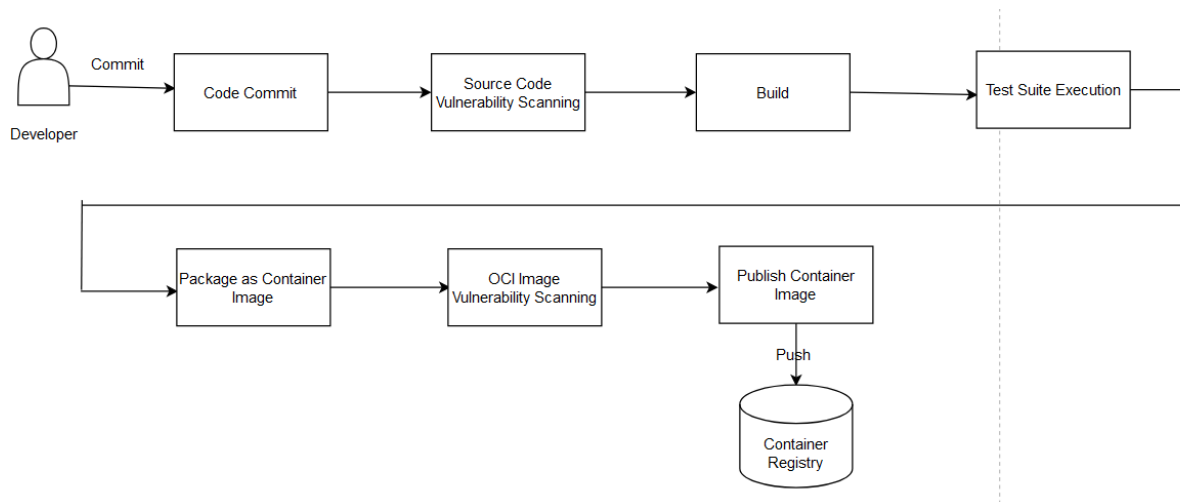 Commit
Developer
Code Commit
Source Code
Vulnerability Scanning
Build
Test Suite Execution
Package as Container
Image
OCI Image
Vulnerability Scanning
Publish Container
Image
Push
Container
Registry